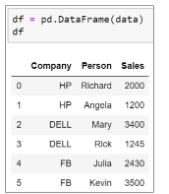 df = pd.DataFrame(data)
df
Company Person Sales
0 HP Richard 2000
1 HP Angela 1200
2 DELL Mary 3400
3 DELL Rick 1245
4 FB Julia 2430
5 FB Kevin 3500